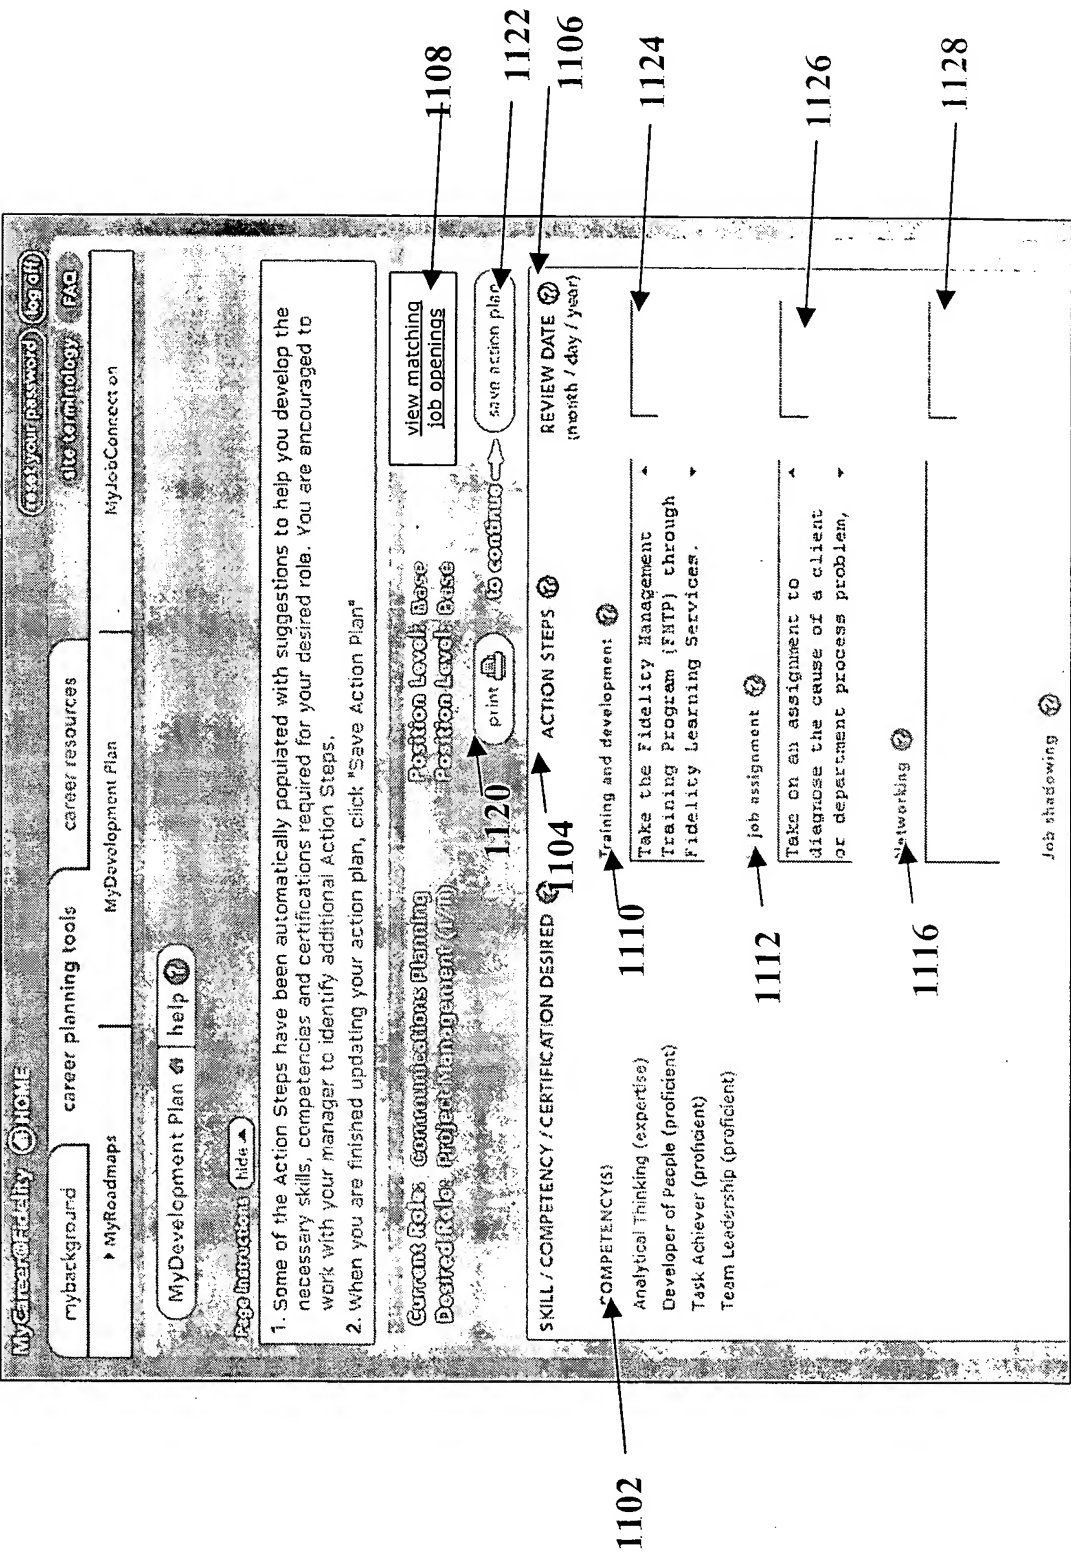 MyCareer@Fidelity HOME
reset your password log off
mybackground career planning tools career resources
site terminology FAQ
MyRoadmaps MyDevelopment Plan MyJobConnection
MyDevelopment Plan help ?
Page Instructions hide
1. Some of the Action Steps have been automatically populated with suggestions to help you develop the
necessary skills, competencies and certifications required for your desired role. You are encouraged to
work with your manager to identify additional Action Steps.
2. When you are finished updating your action plan, click "Save Action Plan"
Current Role: Communications Planning Position Level: Base
Desired Role: Project Management (I/II) Position Level: Base
view matching
job openings
1108
print to continue save action plan
1120
1122
SKILL / COMPETENCY / CERTIFICATION DESIRED ? ACTION STEPS ? REVIEW DATE ?
(month / day / year)
1104
1106
1102
COMPETENCY(S)
Analytical Thinking (expertise)
Developer of People (proficient)
Task Achiever (proficient)
Team Leadership (proficient)
1110
Training and development ?
Take the Fidelity Management
Training Program (FMTP) through
Fidelity Learning Services.
1124
1112
job assignment ?
Take on an assignment to
diagnose the cause of a client
or department process problem,
1126
1116
Networking ?
1128
Job shadowing ?